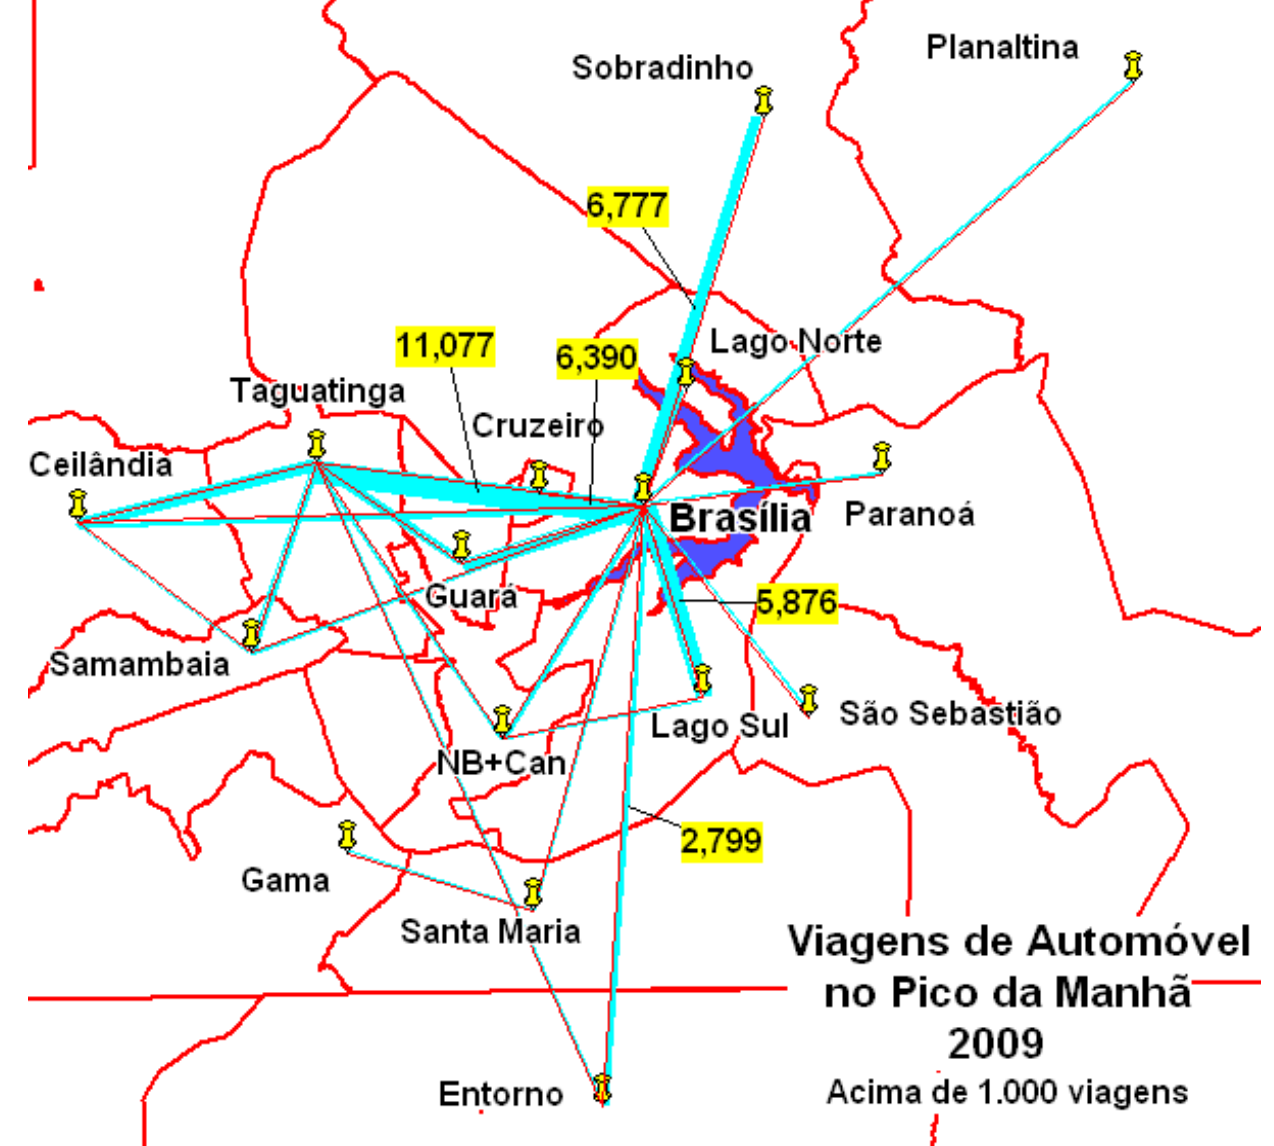 Planaltina
Sobradinho
6,777
Lago Norte
11,077
6,390
Taguatinga
Cruzeiro
Ceilândia
Brasília
Paranoá
Guará
5,876
Samambaia
Lago Sul
São Sebastião
NB+Can
2,799
Gama
Santa Maria
Viagens de Automóvel
no Pico da Manhã
2009
Acima de 1.000 viagens
Entorno